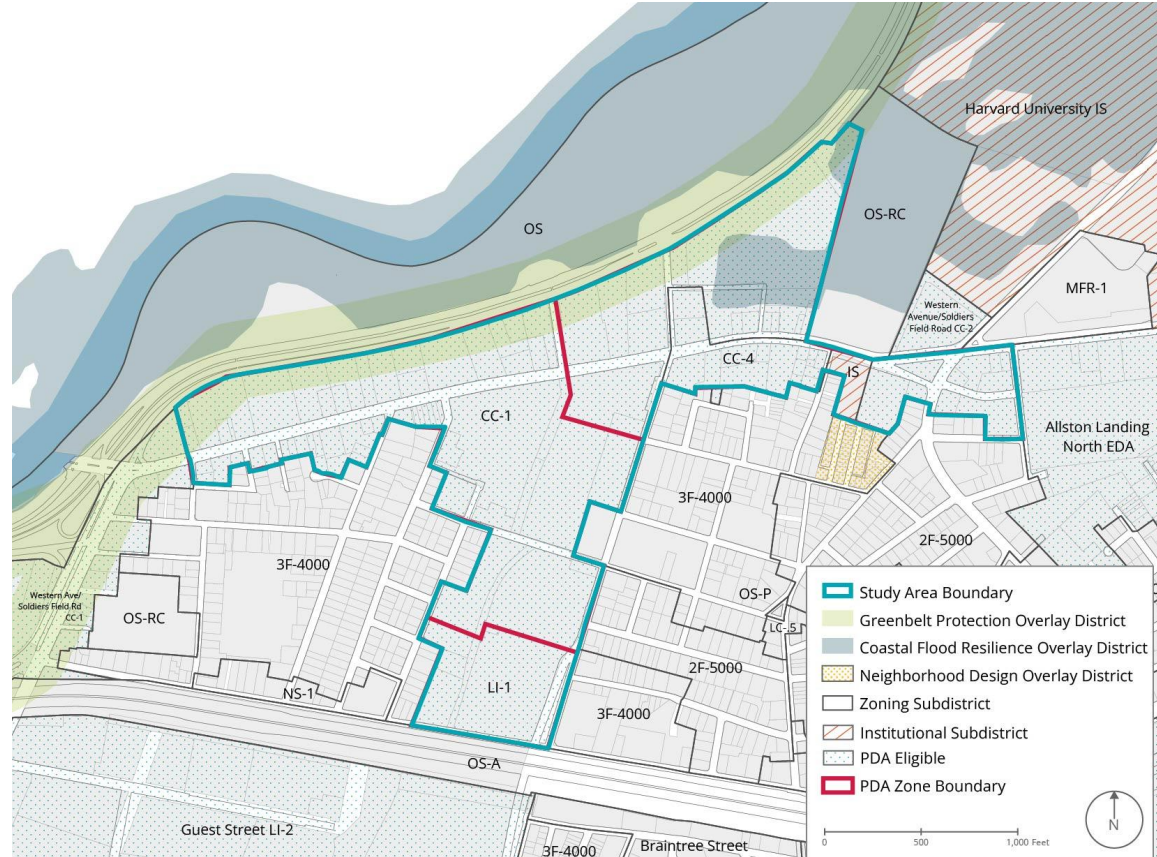 Harvard University IS
OS-RC
OS
MFR-1
Western
Avenue/Soldiers
Field Road CC-2
CC-4
IS
CC-1
Allston Landing
North EDA
3F-4000
2F-5000
3F-4000
OS-P
Western Ave/
Soldiers Field Rd
CC-1
OS-RC
LC-.5
2F-5000
NS-1
LI-1
3F-4000
OS-A
Guest Street LI-2
3F-4000
Braintree Street
Study Area Boundary
Greenbelt Protection Overlay District
Coastal Flood Resilience Overlay District
Neighborhood Design Overlay District
Zoning Subdistrict
Institutional Subdistrict
PDA Eligible
PDA Zone Boundary
N
0 500 1,000 Feet